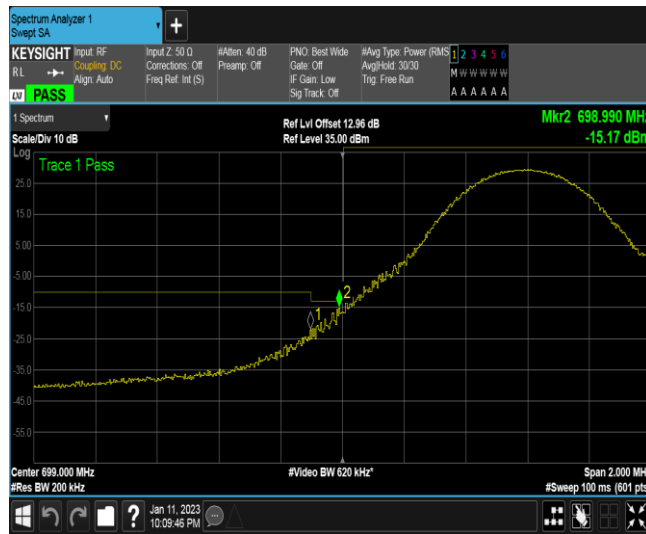 Spectrum Analyzer 1
Swept SA
KEYSIGHT
RL
LXI PASS
Input: RF
Coupling: DC
Align: Auto
Input Z: 50 Ω
Corrections: Off
Freq Ref: Int (S)
#Atten: 40 dB
Preamp: Off
PNO: Best Wide
Gate: Off
IF Gain: Low
Sig Track: Off
#Avg Type: Power (RMS
Avg|Hold: 30/30
Trig: Free Run
1 2 3 4 5 6
M W W W W W
A A A A A A
1 Spectrum
Scale/Div 10 dB
Ref Lvl Offset 12.96 dB
Ref Level 35.00 dBm
Mkr2 698.990 MHz
-15.17 dBm
Log
Trace 1 Pass
25.0
15.0
5.00
-5.00
-15.0
-25.0
-35.0
-45.0
-55.0
2
1
Center 699.000 MHz
#Res BW 200 kHz
#Video BW 620 kHz*
Span 2.000 MH
#Sweep 100 ms (601 pts
?
Jan 11, 2023
10:09:46 PM